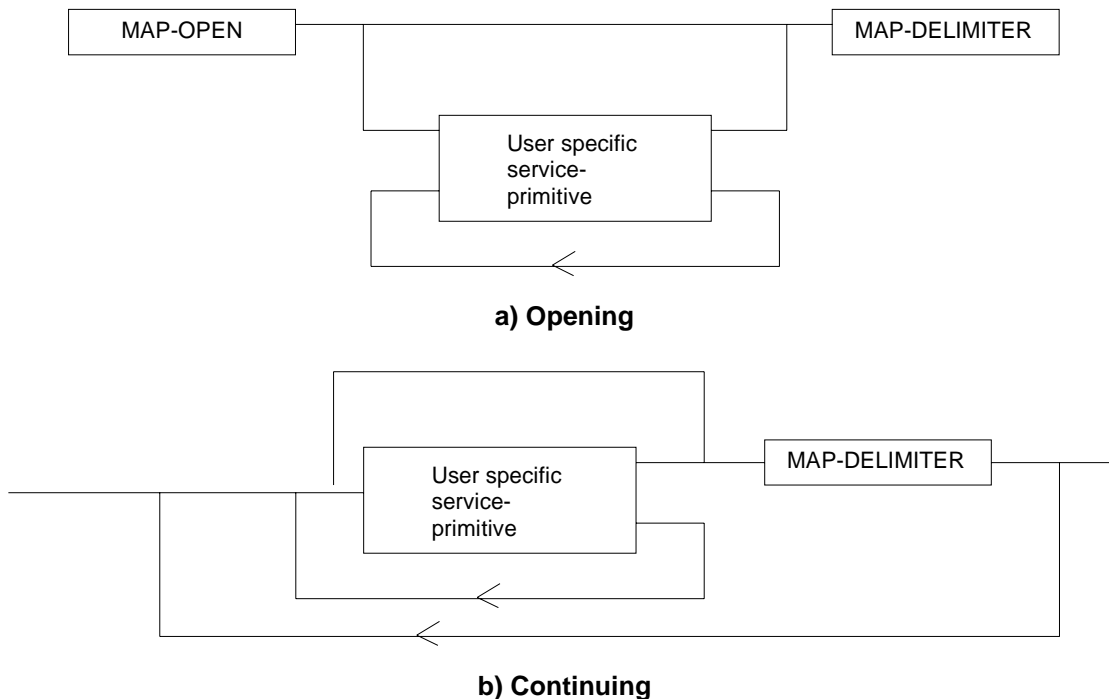 MAP-OPEN
MAP-DELIMITER
User specific
service-
primitive
a) Opening
User specific
service-
primitive
MAP-DELIMITER
b) Continuing